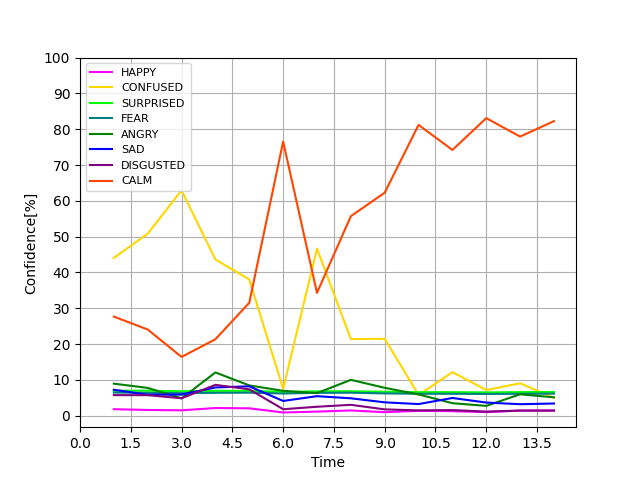 100
90
80
70
60
50
40
30
20
10
0
Confidence[%]
HAPPY
CONFUSED
SURPRISED
FEAR
ANGRY
SAD
DISGUSTED
CALM
0.0 1.5 3.0 4.5 6.0 7.5 9.0 10.5 12.0 13.5
Time